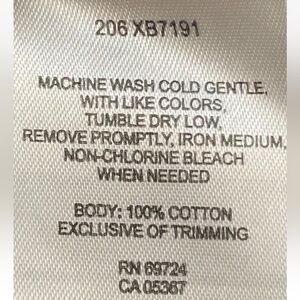 206 XB7191
MACHINE WASH COLD GENTLE,
WITH LIKE COLORS,
TUMBLE DRY LOW,
REMOVE PROMPTLY, IRON MEDIUM,
NON-CHLORINE BLEACH
WHEN NEEDED
BODY: 100% COTTON
EXCLUSIVE OF TRIMMING
RN 69724
CA 05367